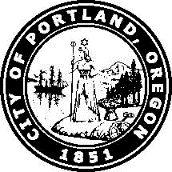 CITY OF PORTLAND, OREGON
1851